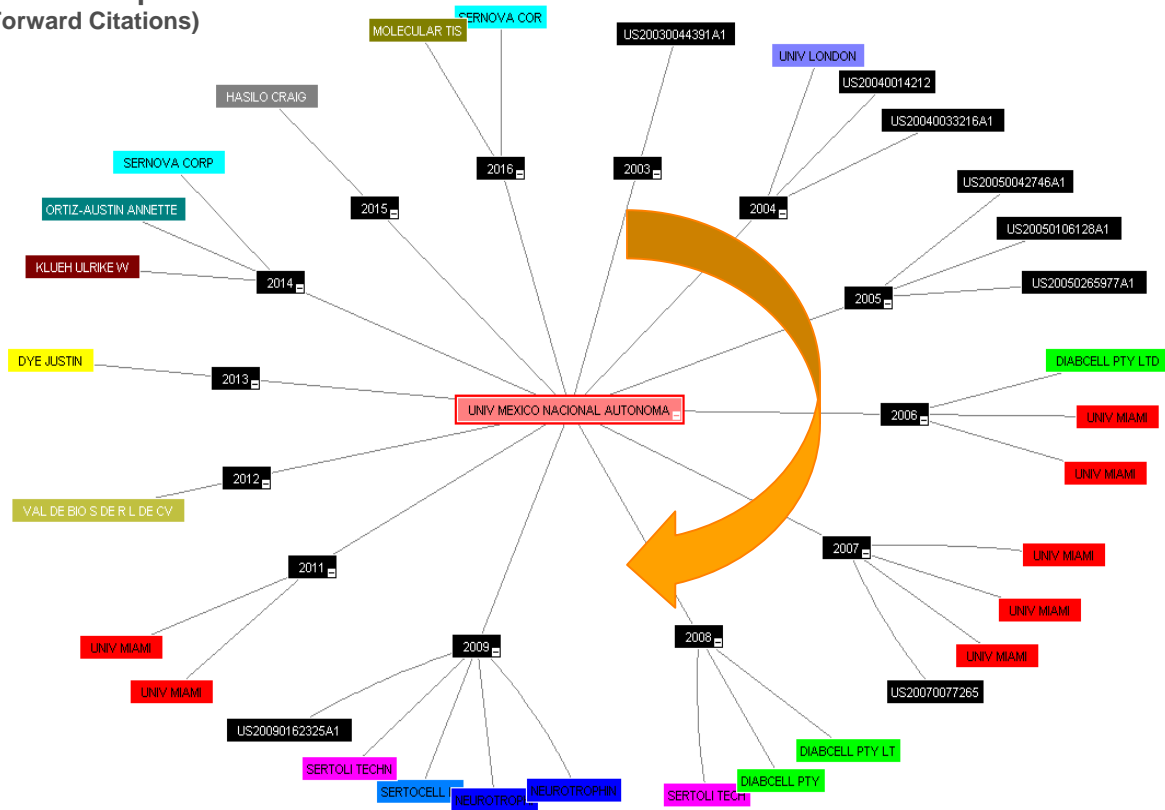 Forward Citations)
SERNOVA COR
MOLECULAR TIS
US20030044391A1
UNIV LONDON
US20040014212
HASILO CRAIG
US20040033216A1
SERNOVA CORP
2016
2003
US20050042746A1
ORTIZ-AUSTIN ANNETTE
2015
2004
US20050106128A1
KLUEH ULRIKE W
2014
2005
US20050265977A1
DYE JUSTIN
2013
DIABCELL PTY LTD
UNIV MEXICO NACIONAL AUTONOMA
2006
UNIV MIAMI
2012
UNIV MIAMI
VAL DE BIO S DE R L DE CV
2007
UNIV MIAMI
2011
UNIV MIAMI
UNIV MIAMI
2009
2008
UNIV MIAMI
UNIV MIAMI
US20070077265
US20090162325A1
DIABCELL PTY LT
SERTOLI TECHN
DIABCELL PTY
SERTOCELL
NEUROTROPHIN
SERTOLI TECH